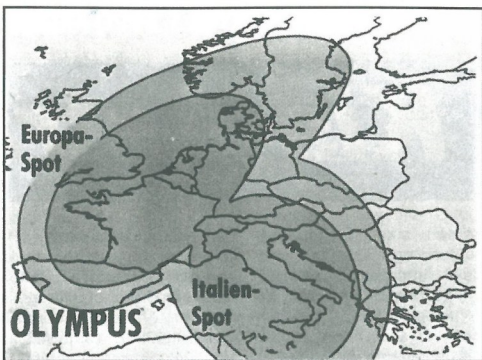 Europa-
Spot
Italien-
Spot
OLYMPUS